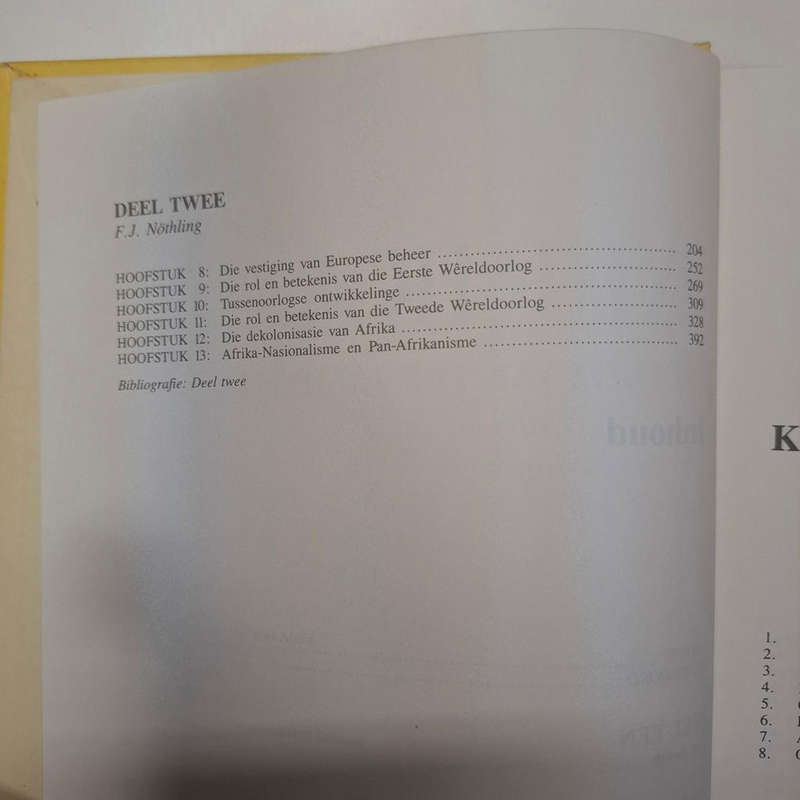 DEEL TWEE
F.J. Nöthling
HOOFSTUK 8: Die vestiging van Europese beheer ........................................ 204
HOOFSTUK 9: Die rol en betekenis van die Eerste Wêreldoorlog ........................ 252
HOOFSTUK 10: Tussenoorlogse ontwikkelinge ............................................. 269
HOOFSTUK 11: Die rol en betekenis van die Tweede Wêreldoorlog ...................... 309
HOOFSTUK 12: Die dekolonisasie van Afrika .............................................. 328
HOOFSTUK 13: Afrika-Nasionalisme en Pan-Afrikanisme ................................ 392
Bibliografie: Deel twee
K
1.
2.
3.
4.
5.
6.
7.
8.